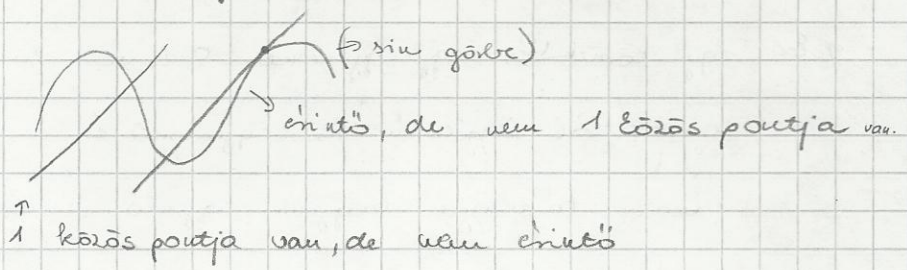 (→ sin görbe)
érintő, de nem 1 közös pontja van.
↑
1 közös pontja van, de nem érintő